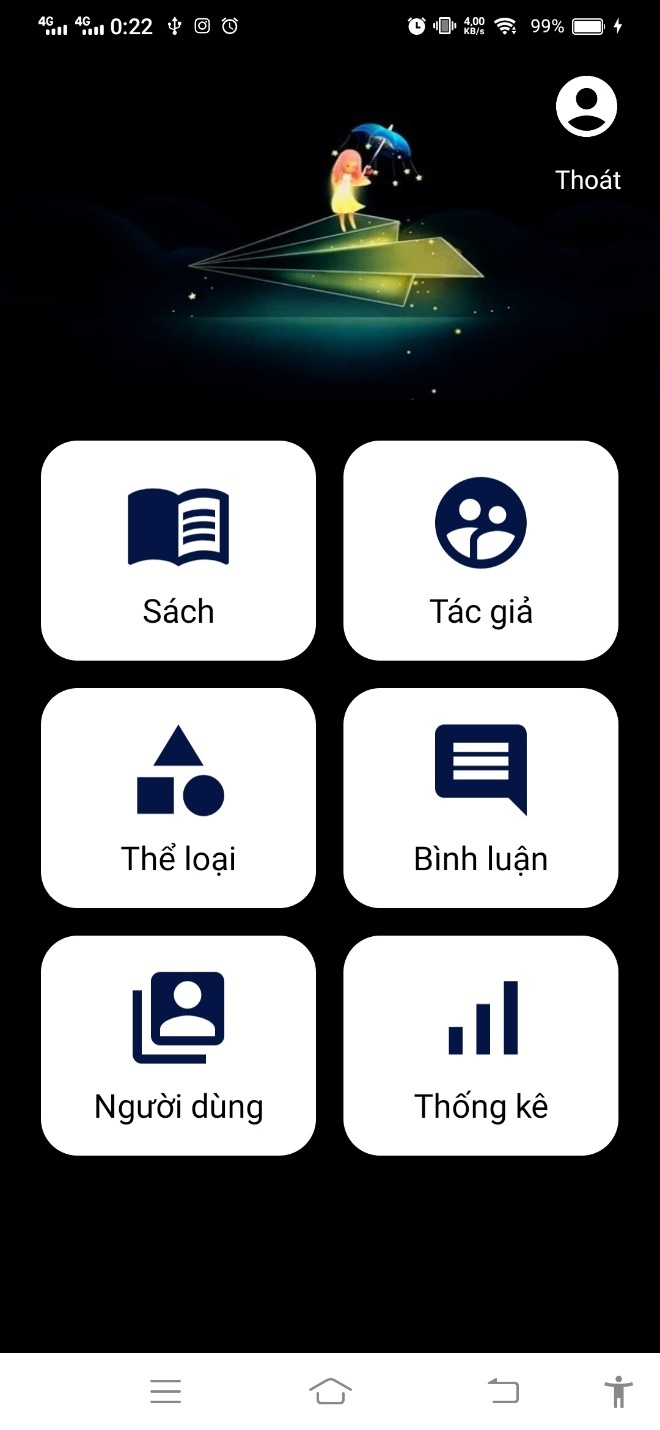 4G 4G 0:22 4,00 KB/s 99%
Thoát
Sách
Tác giả
Thể loại
Bình luận
Người dùng
Thống kê